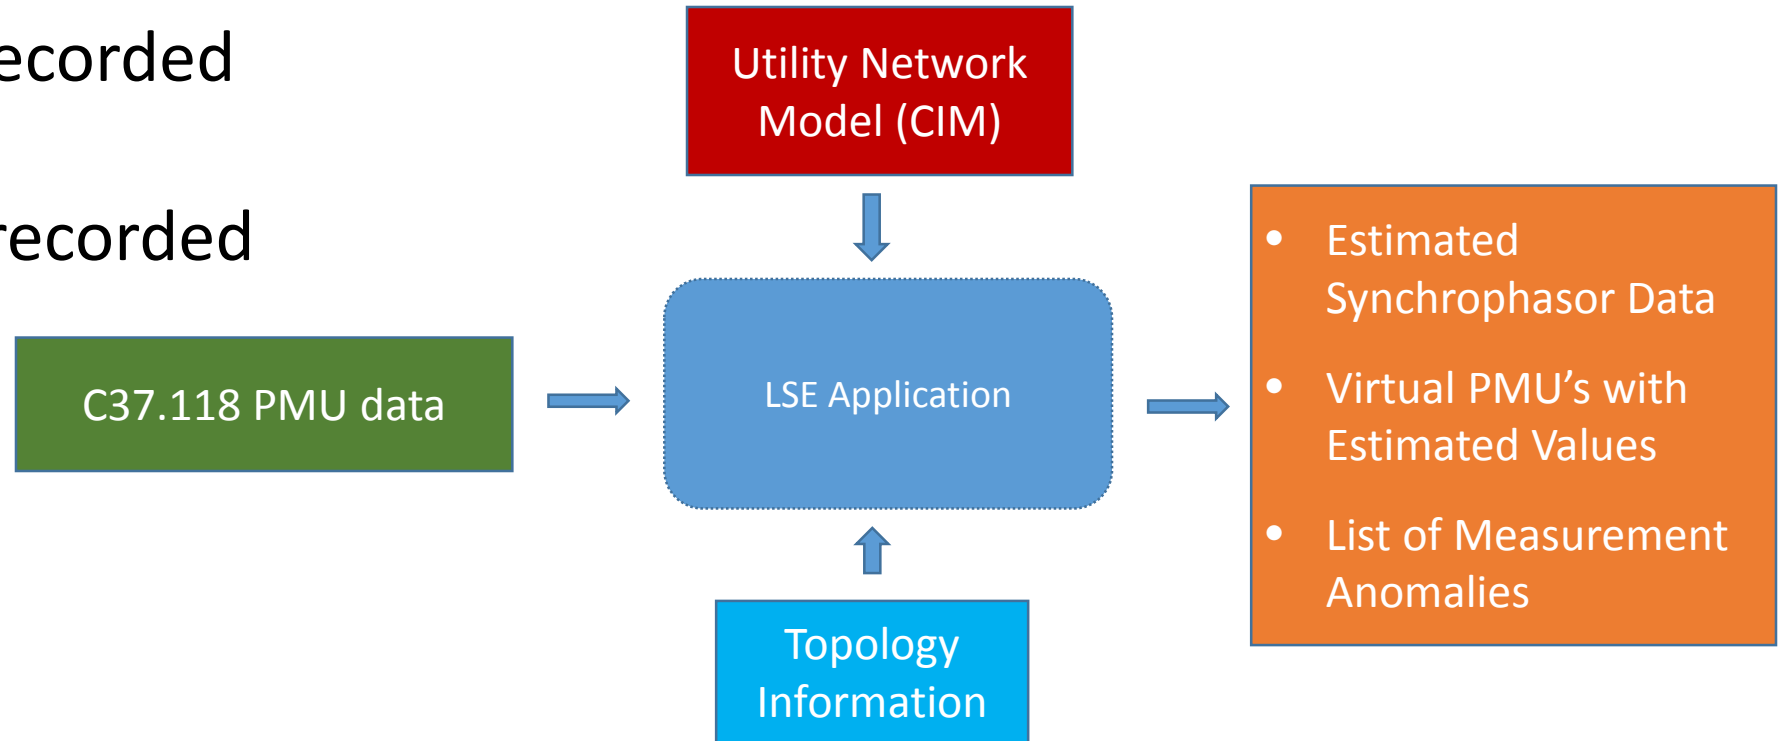 ecorded
recorded
Utility Network
Model (CIM)
C37.118 PMU data
LSE Application
Topology
Information
• Estimated
Synchrophasor Data
• Virtual PMU’s with
Estimated Values
• List of Measurement
Anomalies